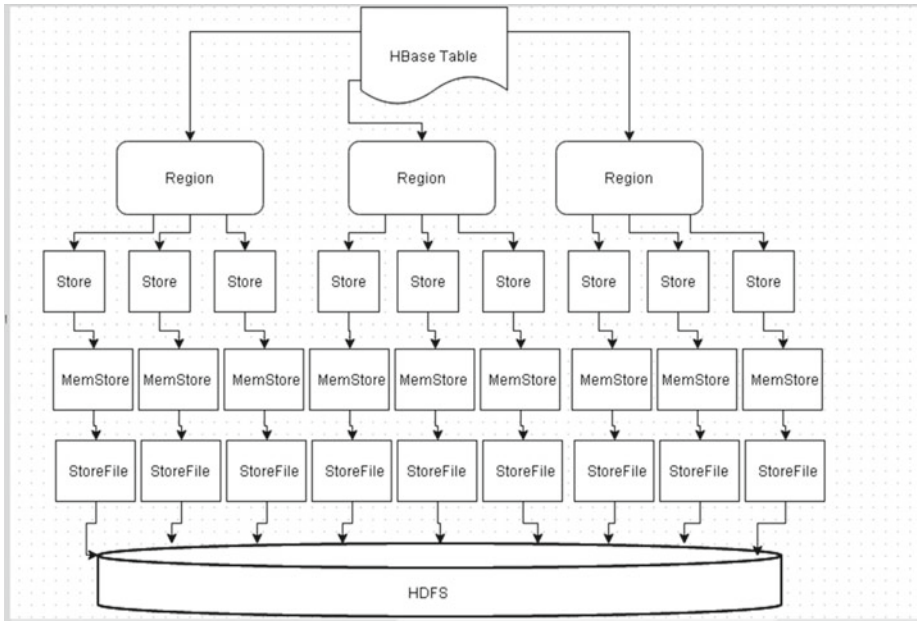 HBase Table
Region Region Region
Store Store Store Store Store Store Store Store Store
MemStore MemStore MemStore MemStore MemStore MemStore MemStore MemStore MemStore
StoreFile StoreFile StoreFile StoreFile StoreFile StoreFile StoreFile StoreFile StoreFile
HDFS